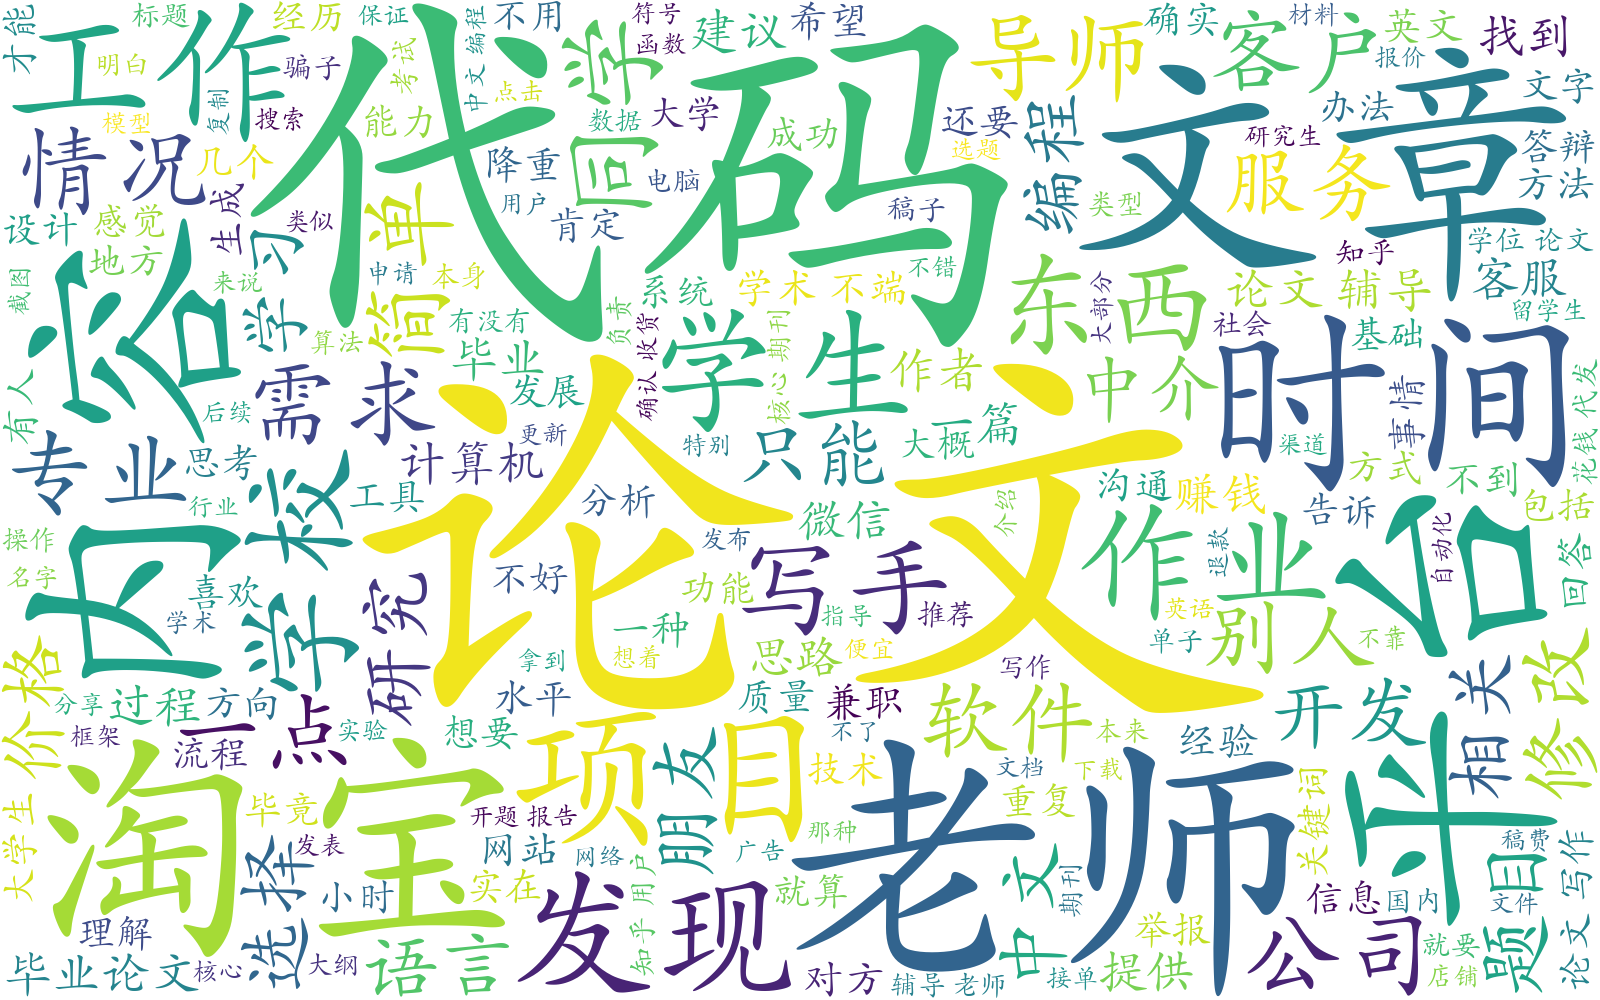 才能
标题
工作
明白
骗子
经历
保证
不用
符号
函数
中文 编程
考试
点击
建议
希望
导师
确实
材料
客户
英文
报价
找到
代码
文章
模型
复制
搜索
能力
同学
数据
大学
成功
还要
选题
编程
办法
研究生
服务
文字
答辩
方法
情况
几个
降重
用户
电脑
肯定
稿子
类型
知乎
学位 论文
客服
设计
感觉
地方
生成
类似
学习
简单
申请
本身
不错
系统
学术 不端
东西
论文 辅导
留学生
截图
内容
来说
算法
有没有
负责
确认 收货
核心 期刊
大部分
社会
时间
基础
毕业
发展
学生
作者
中介
事情
有人
后续
需求
更新
特别
只能
大概
一篇
渠道
方式
不到
花钱 代发
专业
思考
计算机
行业
学校
工具
分析
论文
微信
介绍
沟通
赚钱
告诉
包括
回答
自动化
平台
操作
名字
喜欢
学术
研究
不好
发布
功能
写手
推荐
指导
作业
退款
英语
别人
单子
不靠
一种
想着
拿到
思路
便宜
写作
价格
分享
过程
方向
框架
流程
一点
实验
想要
水平
质量
兼职
不了
软件
本来
经验
开发
相关
修改
淘宝
项目
朋友
技术
老师
文档
下载
重复
关键词
大学生
毕竟
开题 报告
发表
网站
网络
知乎 用户
广告
那种
中文
期刊
题目
稿费
文件
论文 写作
选择
小时
实在
就算
举报
信息
国内
理解
毕业论文
核心
大纲
语言
发现
对方
辅导 老师
接单
提供
公司
就要
店铺